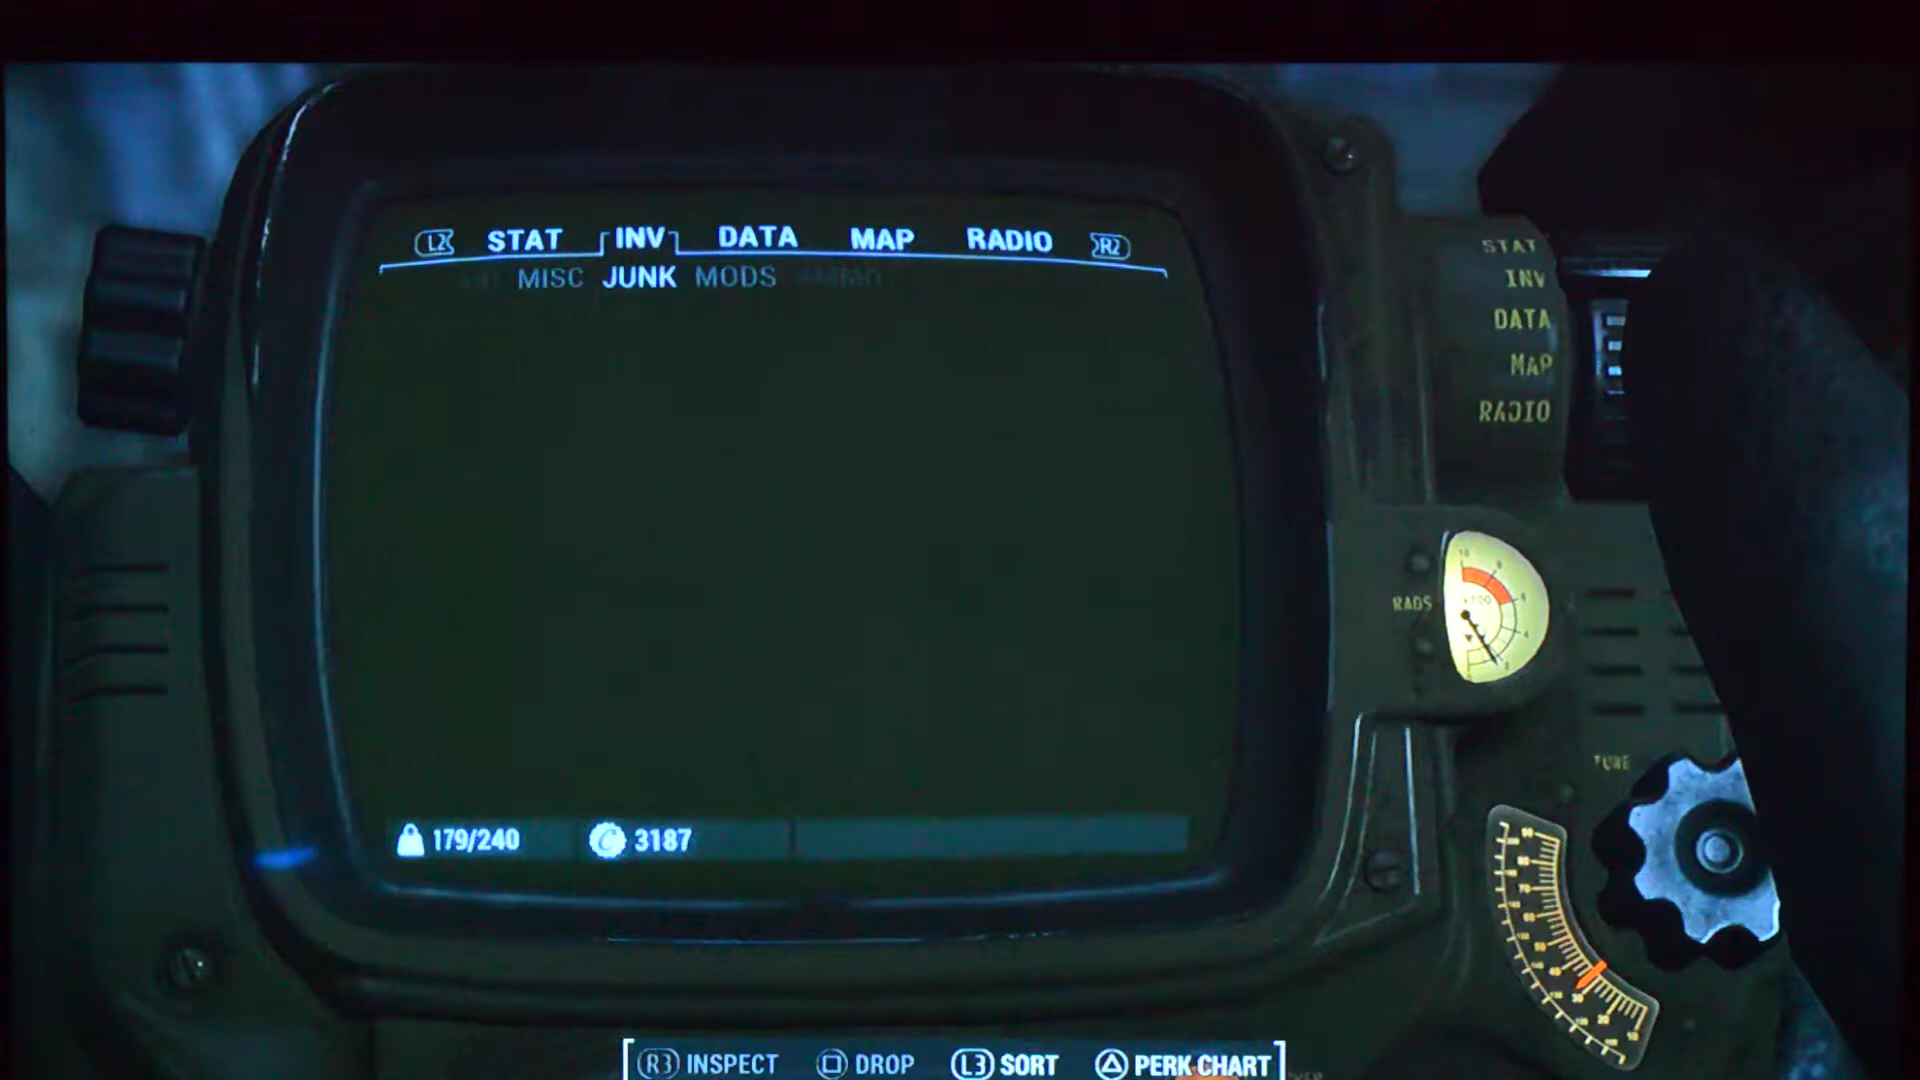 L2 STAT INV DATA MAP RADIO R2
MISC JUNK MODS
179/240 3187
STAT
INV
DATA
MAP
RADIO
RADS
TUNE
R3 INSPECT DROP L3 SORT PERK CHART